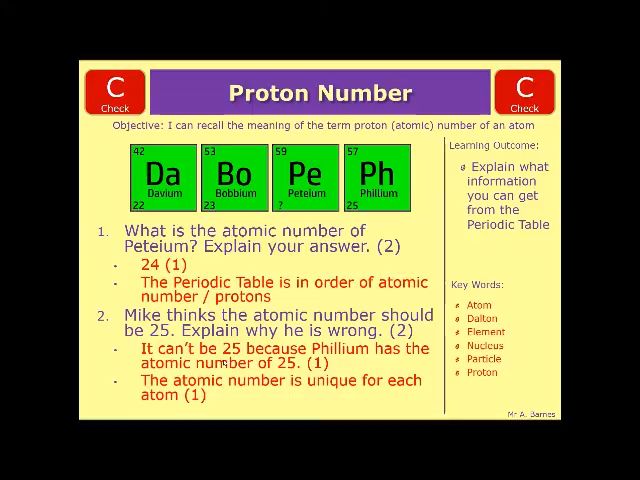 C
Check
Proton Number
C
Check
Objective: I can recall the meaning of the term proton (atomic) number of an atom
42
Da
Davium
22
53
Bo
Bobbium
23
59
Pe
Peteium
?
57
Ph
Phillium
25
1. What is the atomic number of
Peteium? Explain your answer. (2)
• 24 (1)
• The Periodic Table is in order of atomic
number / protons
2. Mike thinks the atomic number should
be 25. Explain why he is wrong. (2)
• It can't be 25 because Phillium has the
atomic number of 25. (1)
• The atomic number is unique for each
atom (1)
Learning Outcome:
Explain what
information
you can get
from the
Periodic Table
Key Words:
Atom
Dalton
Element
Nucleus
Particle
Proton
Mr A. Barnes